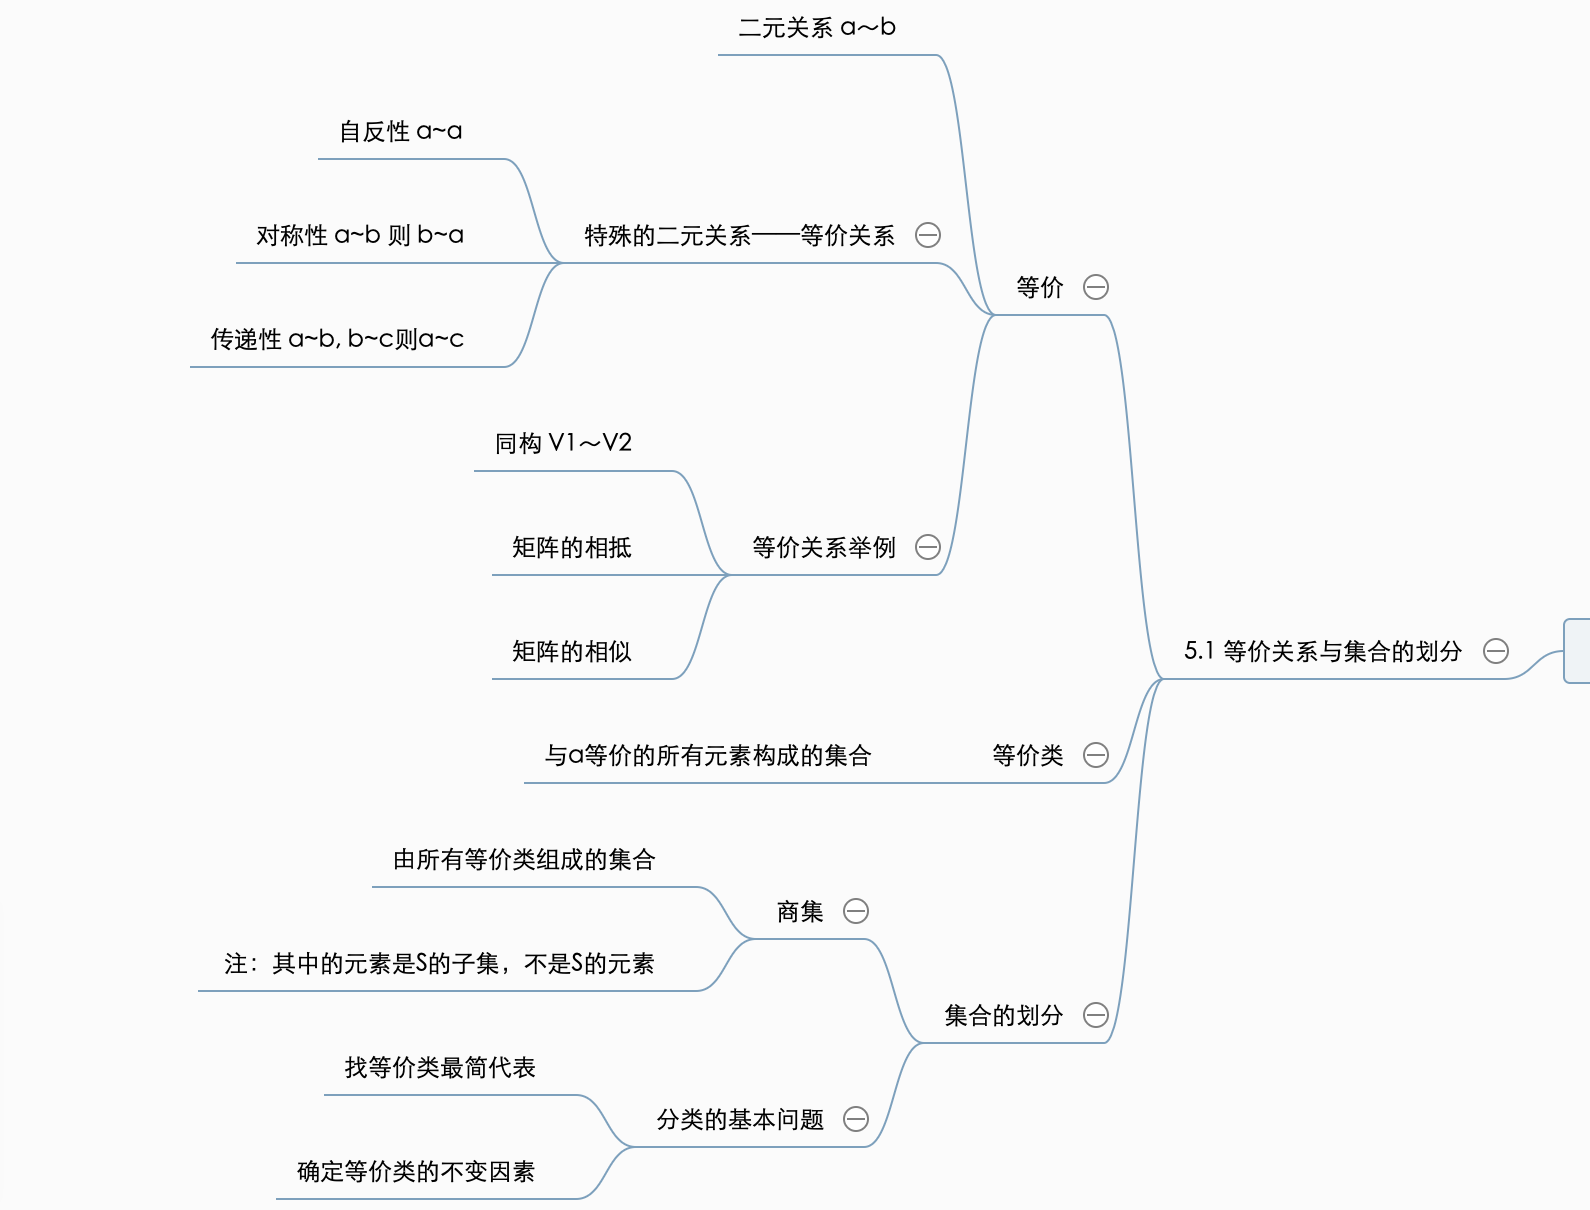 二元关系 a～b
自反性 a~a
对称性 a~b 则 b~a
特殊的二元关系——等价关系
等价
传递性 a~b, b~c则a~c
同构 V1～V2
矩阵的相抵
等价关系举例
矩阵的相似
5.1 等价关系与集合的划分
与a等价的所有元素构成的集合
等价类
由所有等价类组成的集合
商集
注：其中的元素是S的子集，不是S的元素
集合的划分
找等价类最简代表
分类的基本问题
确定等价类的不变因素